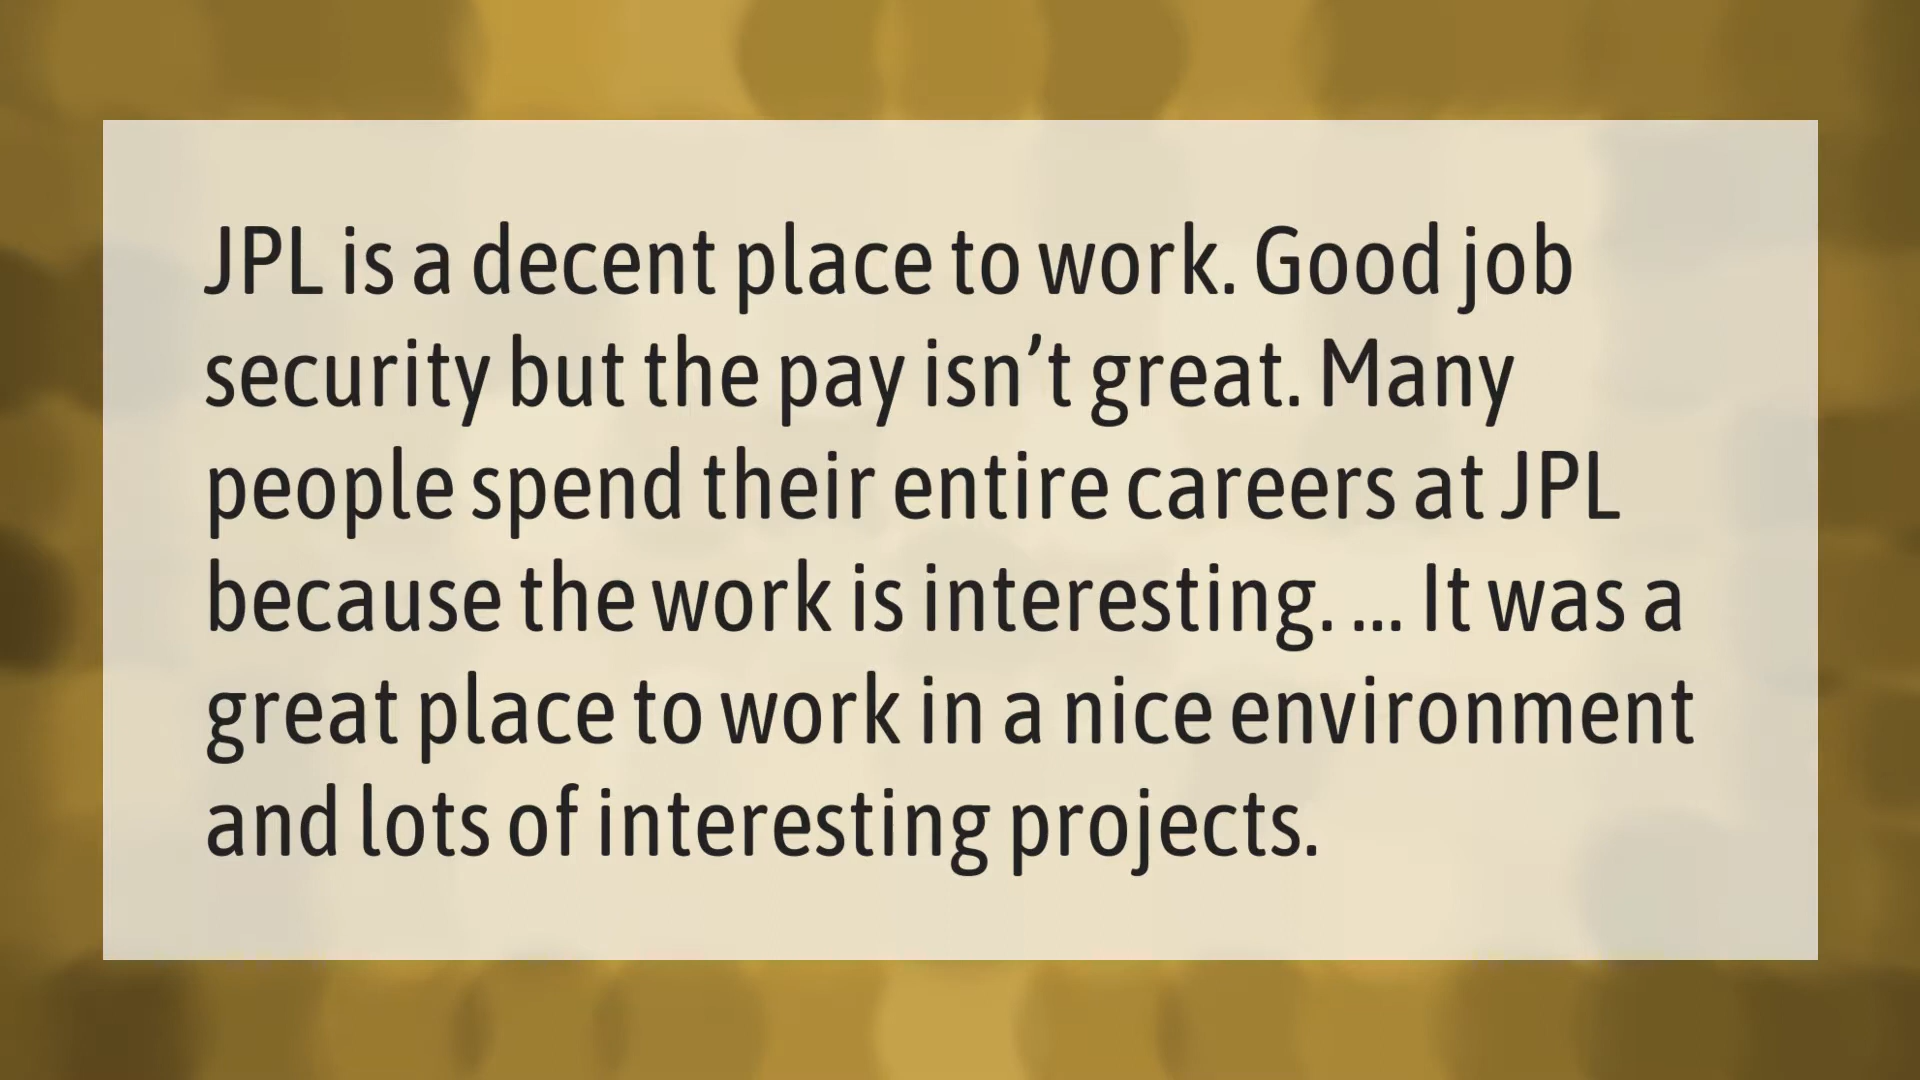 JPL is a decent place to work. Good job
security but the pay isn’t great. Many
people spend their entire careers at JPL
because the work is interesting. ... It was a
great place to work in a nice environment
and lots of interesting projects.